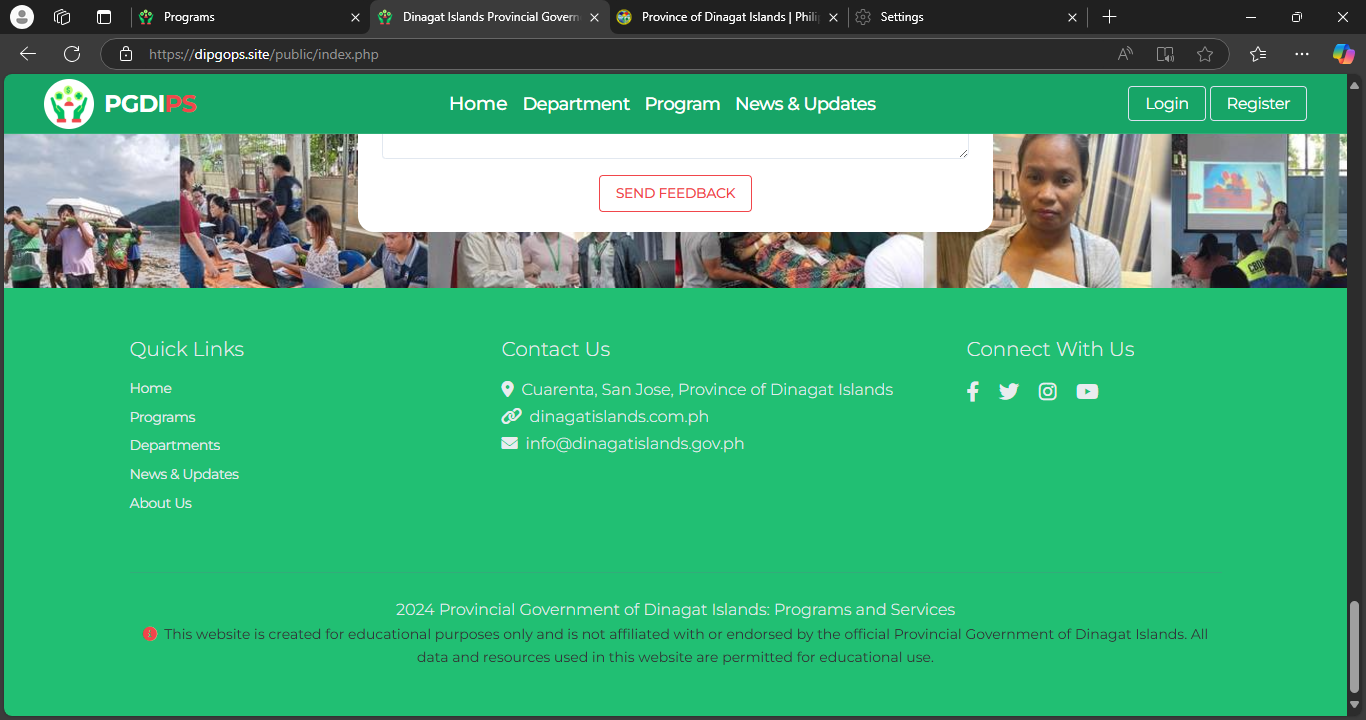 Programs
Dinagat Islands Provincial Govern
Province of Dinagat Islands | Phili
Settings
https://dipgops.site/public/index.php
PGDIPS
Home
Department
Program
News & Updates
Login
Register
SEND FEEDBACK
Quick Links
Home
Programs
Departments
News & Updates
About Us
Contact Us
Cuarenta, San Jose, Province of Dinagat Islands
dinagatislands.com.ph
info@dinagatislands.gov.ph
Connect With Us
2024 Provincial Government of Dinagat Islands: Programs and Services
This website is created for educational purposes only and is not affiliated with or endorsed by the official Provincial Government of Dinagat Islands. All
data and resources used in this website are permitted for educational use.